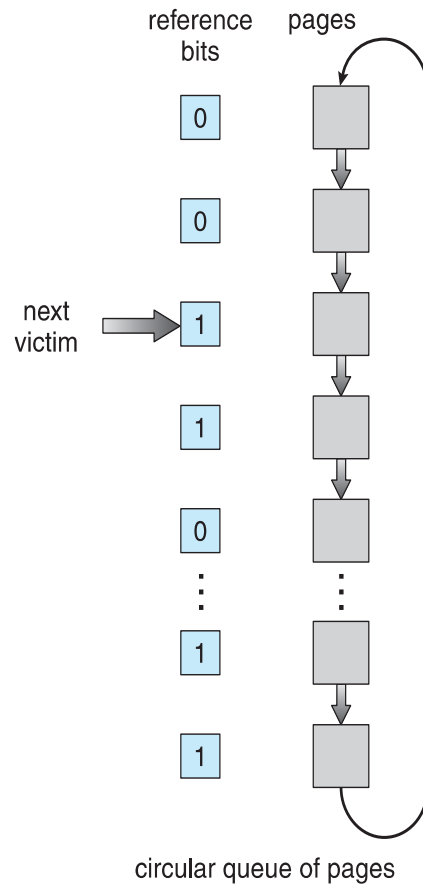 reference bits
pages
0
0
next victim
1
1
0
1
1
circular queue of pages